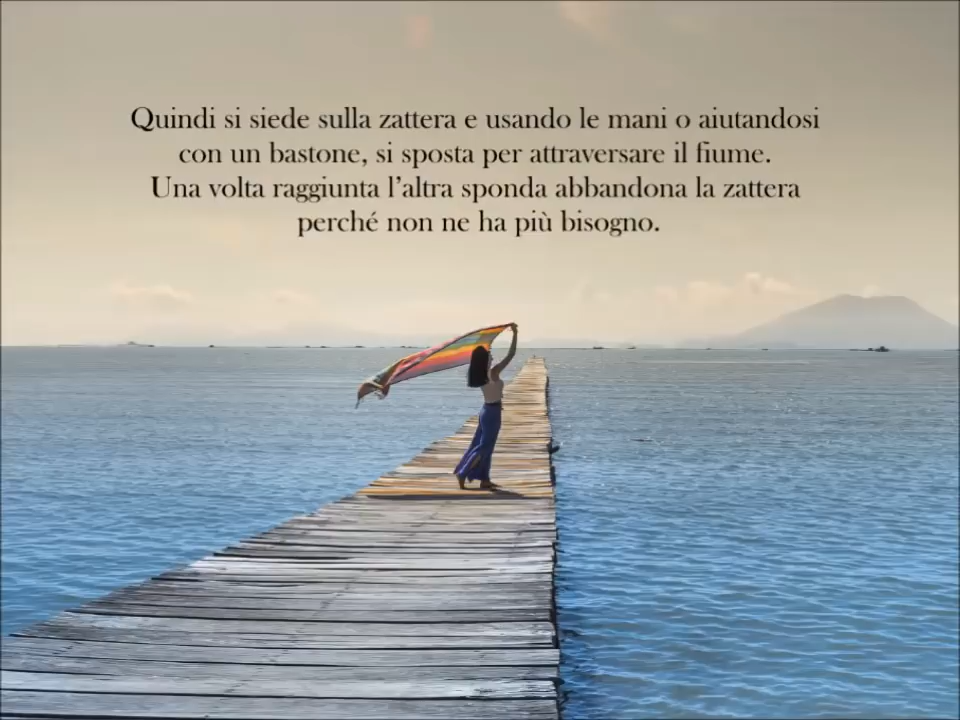 Quindi si siede sulla zattera e usando le mani o aiutandosi
con un bastone, si sposta per attraversare il fiume.
Una volta raggiunta l’altra sponda abbandona la zattera
perché non ne ha più bisogno.